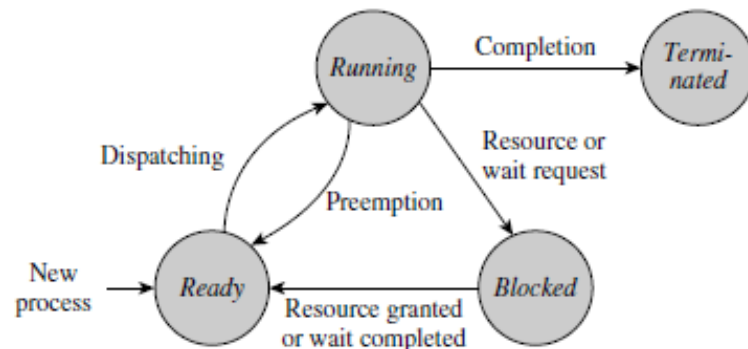 Completion
Running
Termi-
nated
Dispatching
Resource or
wait request
Preemption
New
process
Ready
Blocked
Resource granted
or wait completed